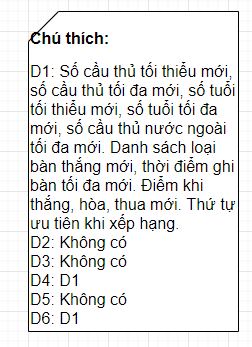 Chú thích:
D1: Số cầu thủ tối thiểu mới,
số cầu thủ tối đa mới, số tuổi
tối thiểu mới, số tuổi tối đa
mới, số cầu thủ nước ngoài
tối đa mới. Danh sách loại
bàn thắng mới, thời điểm ghi
bàn tối đa mới. Điểm khi
thắng, hòa, thua mới. Thứ tự
ưu tiên khi xếp hạng.
D2: Không có
D3: Không có
D4: D1
D5: Không có
D6: D1